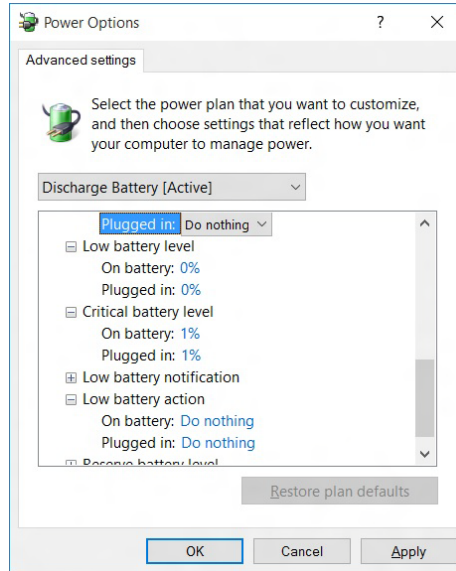 Power Options
?
Advanced settings
Select the power plan that you want to customize,
and then choose settings that reflect how you want
your computer to manage power.
Discharge Battery [Active]
Plugged in: Do nothing
Low battery level
On battery: 0%
Plugged in: 0%
Critical battery level
On battery: 1%
Plugged in: 1%
Low battery notification
Low battery action
On battery: Do nothing
Plugged in: Do nothing
Reserve battery level
Restore plan defaults
OK Cancel Apply